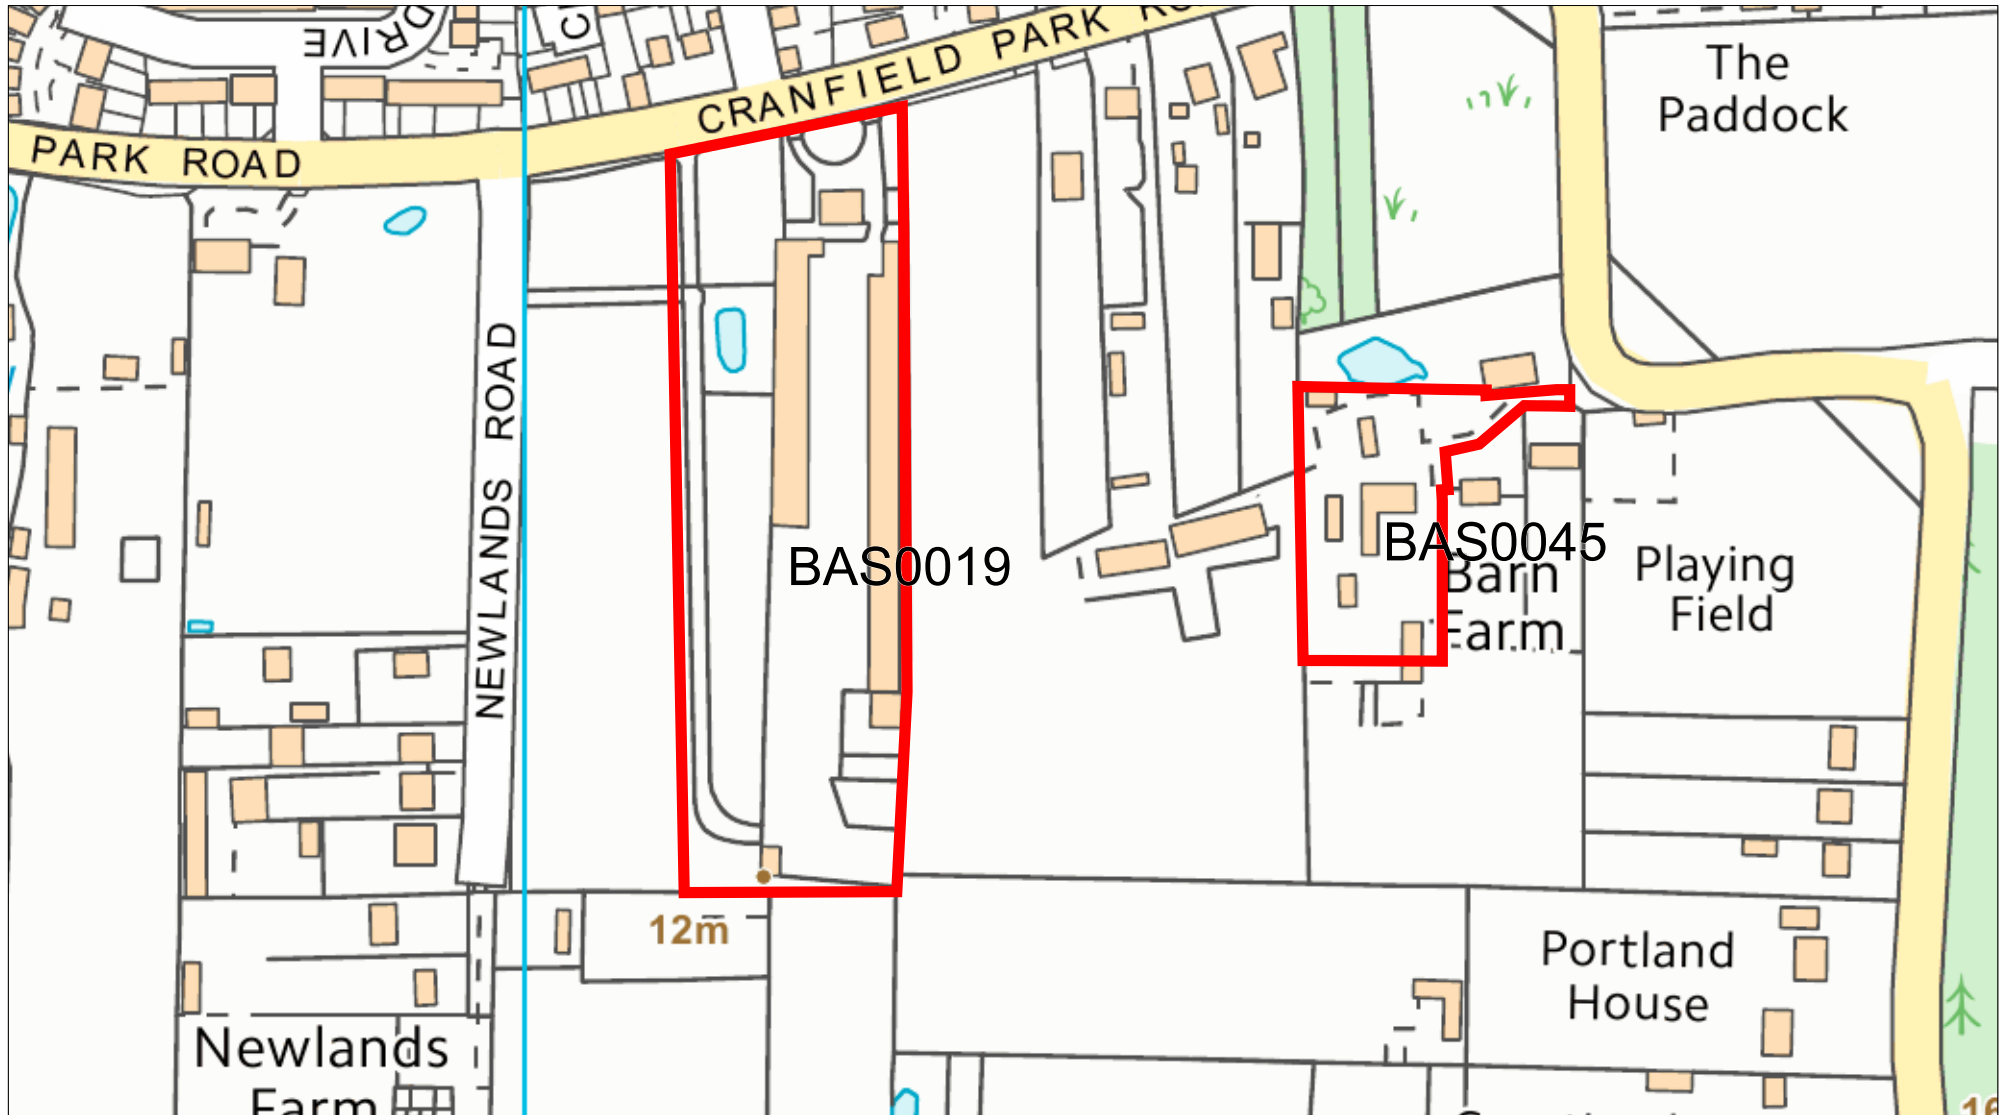 DRIVE
CRANFIELD PARK
PARK ROAD
The
Paddock
NEWLANDS ROAD
BAS0019
BAS0045
Barn
Farm
Playing
Field
12m
Portland
House
Newlands
Farm